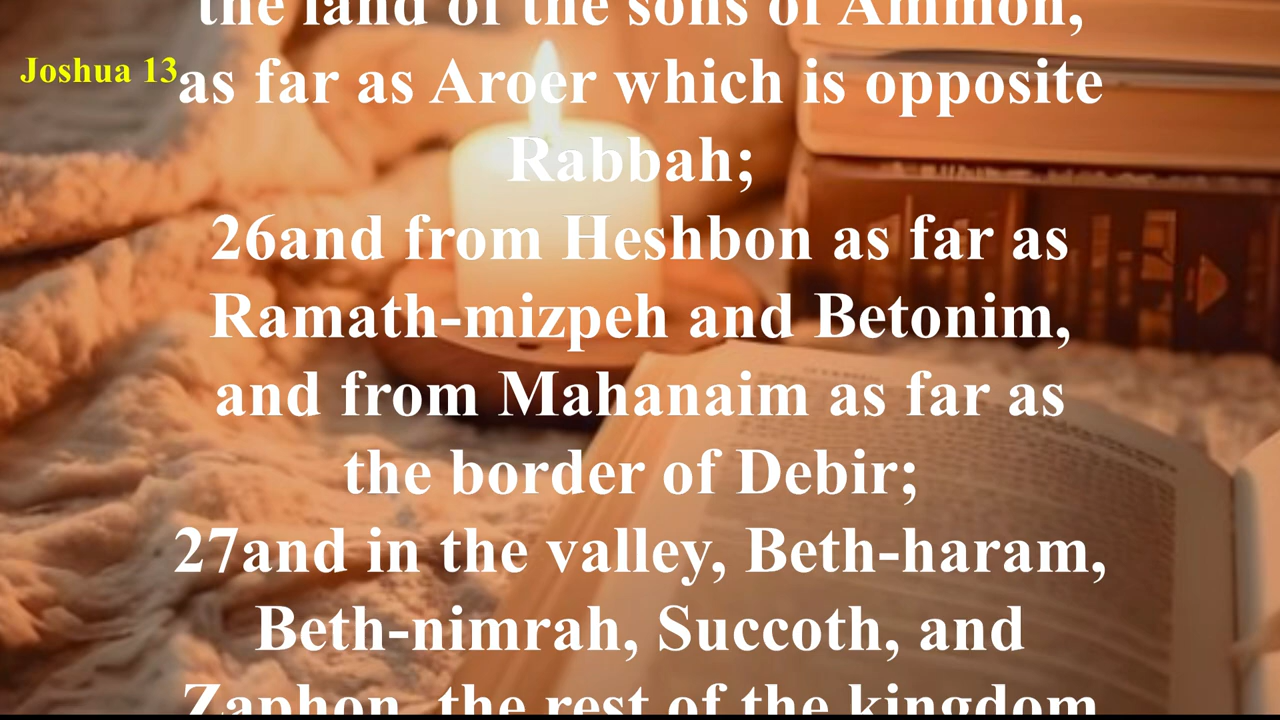 the land of the sons of Ammon,
Joshua 13
as far as Aroer which is opposite
Rabbah;
26and from Heshbon as far as
Ramath-mizpeh and Betonim,
and from Mahanaim as far as
the border of Debir;
27and in the valley, Beth-haram,
Beth-nimrah, Succoth, and
Zaphon, the rest of the kingdom